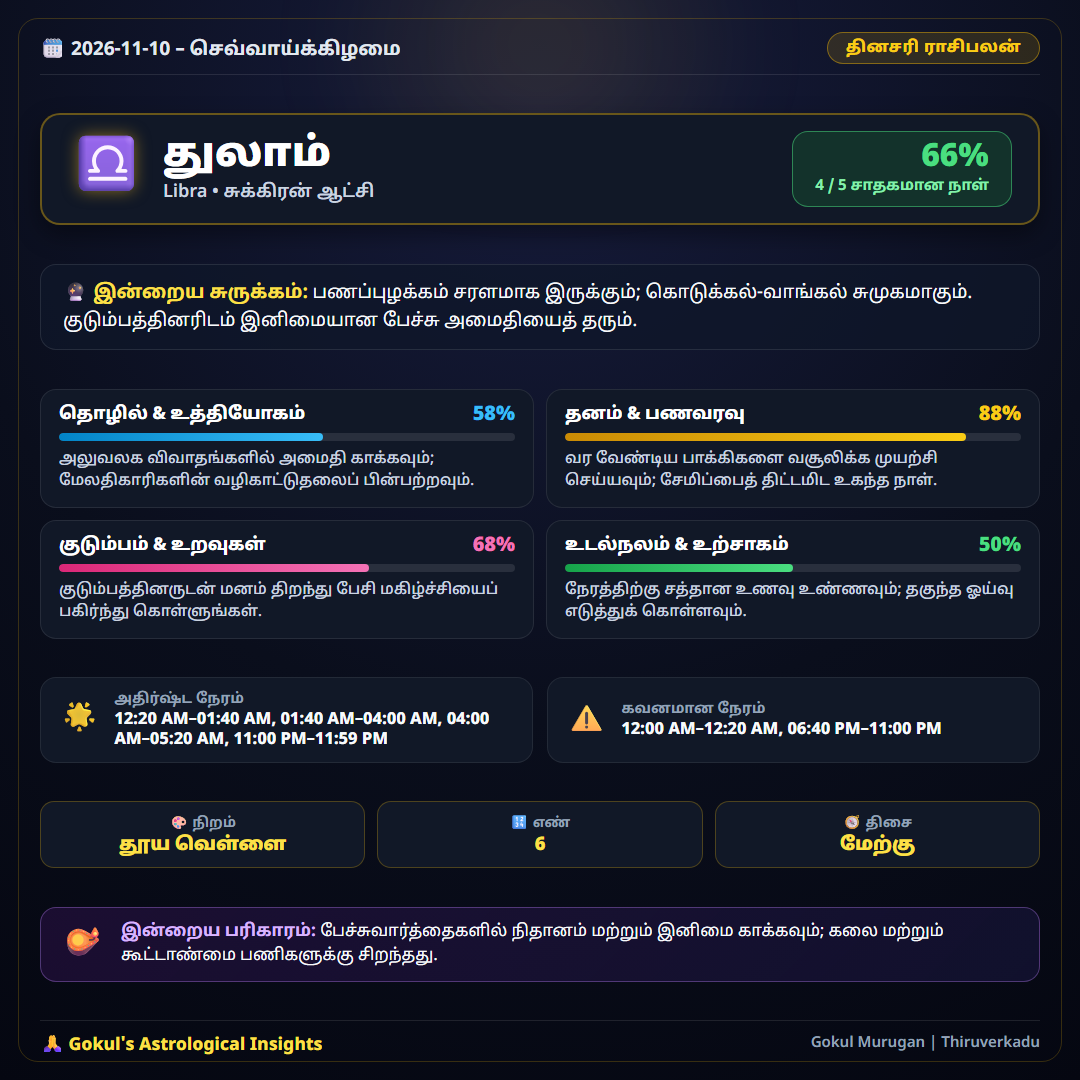 2026-11-10 – செவ்வாய்க்கிழமை
தினசரி ராசிபலன்
துலாம்
Libra • சுக்கிரன் ஆட்சி
66%
4 / 5 சாதகமான நாள்
இன்றைய சுருக்கம்: பணப்புழக்கம் சரளமாக இருக்கும்; கொடுக்கல்-வாங்கல் சுமுகமாகும்.
குடும்பத்தினரிடம் இனிமையான பேச்சு அமைதியைத் தரும்.
தொழில் & உத்தியோகம் 58%
அலுவலக விவாதங்களில் அமைதி காக்கவும்;
மேலதிகாரிகளின் வழிகாட்டுதலைப் பின்பற்றவும்.
தனம் & பணவரவு 88%
வர வேண்டிய பாக்கிகளை வசூலிக்க முயற்சி
செய்யவும்; சேமிப்பைத் திட்டமிட உகந்த நாள்.
குடும்பம் & உறவுகள் 68%
குடும்பத்தினருடன் மனம் திறந்து பேசி மகிழ்ச்சியைப்
பகிர்ந்து கொள்ளுங்கள்.
உடல்நலம் & உற்சாகம் 50%
நேரத்திற்கு சத்தான உணவு உண்ணவும்; தகுந்த ஓய்வு
எடுத்துக் கொள்ளவும்.
அதிர்ஷ்ட நேரம்
12:20 AM–01:40 AM, 01:40 AM–04:00 AM, 04:00
AM–05:20 AM, 11:00 PM–11:59 PM
கவனமான நேரம்
12:00 AM–12:20 AM, 06:40 PM–11:00 PM
நிறம்
தூய வெள்ளை
எண்
6
திசை
மேற்கு
இன்றைய பரிகாரம்: பேச்சுவார்த்தைகளில் நிதானம் மற்றும் இனிமை காக்கவும்; கலை மற்றும்
கூட்டாண்மை பணிகளுக்கு சிறந்தது.
Gokul's Astrological Insights
Gokul Murugan | Thiruverkadu